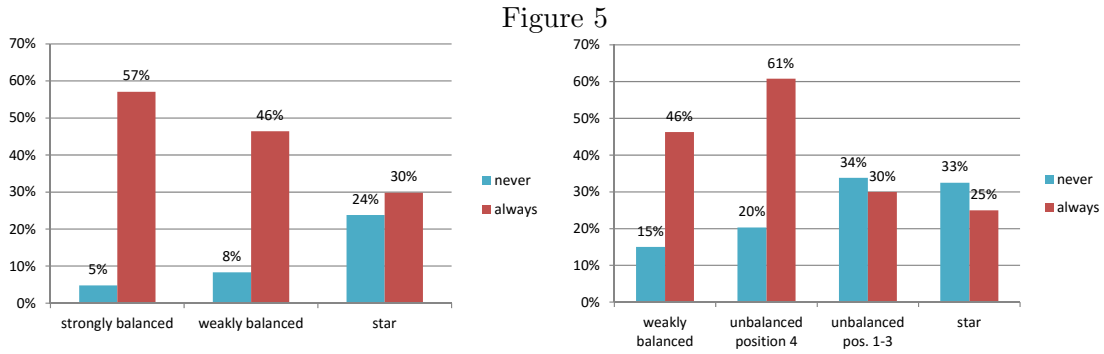 Figure 5
70%
60%
50%
40%
30%
20%
10%
0%
5%
57%
8%
46%
24%
30%
strongly balanced
weakly balanced
star
never
always
70%
60%
50%
40%
30%
20%
10%
0%
15%
46%
20%
61%
34%
30%
33%
25%
weakly
balanced
unbalanced
position 4
unbalanced
pos. 1-3
star
never
always